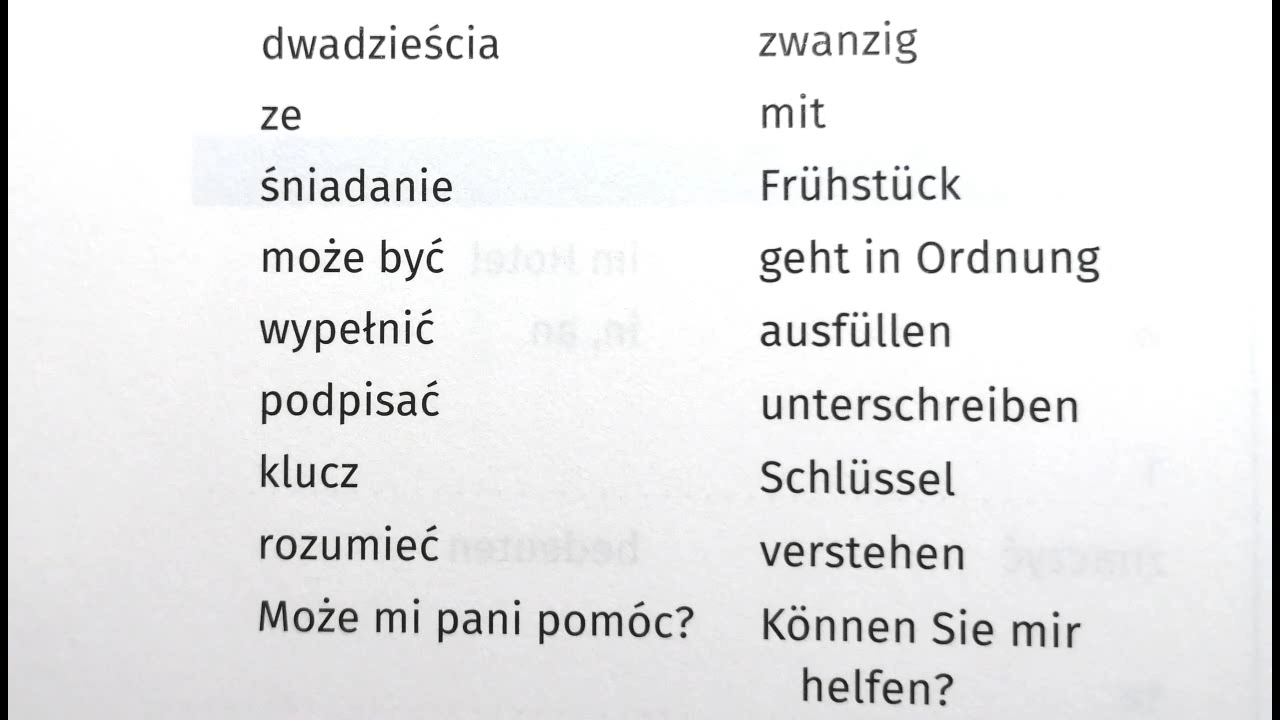 dwadzieścia zwanzig
ze mit
śniadanie Frühstück
może być geht in Ordnung
wypełnić ausfüllen
podpisać unterschreiben
klucz Schlüssel
rozumieć verstehen
Może mi pani pomóc? Können Sie mir
helfen?